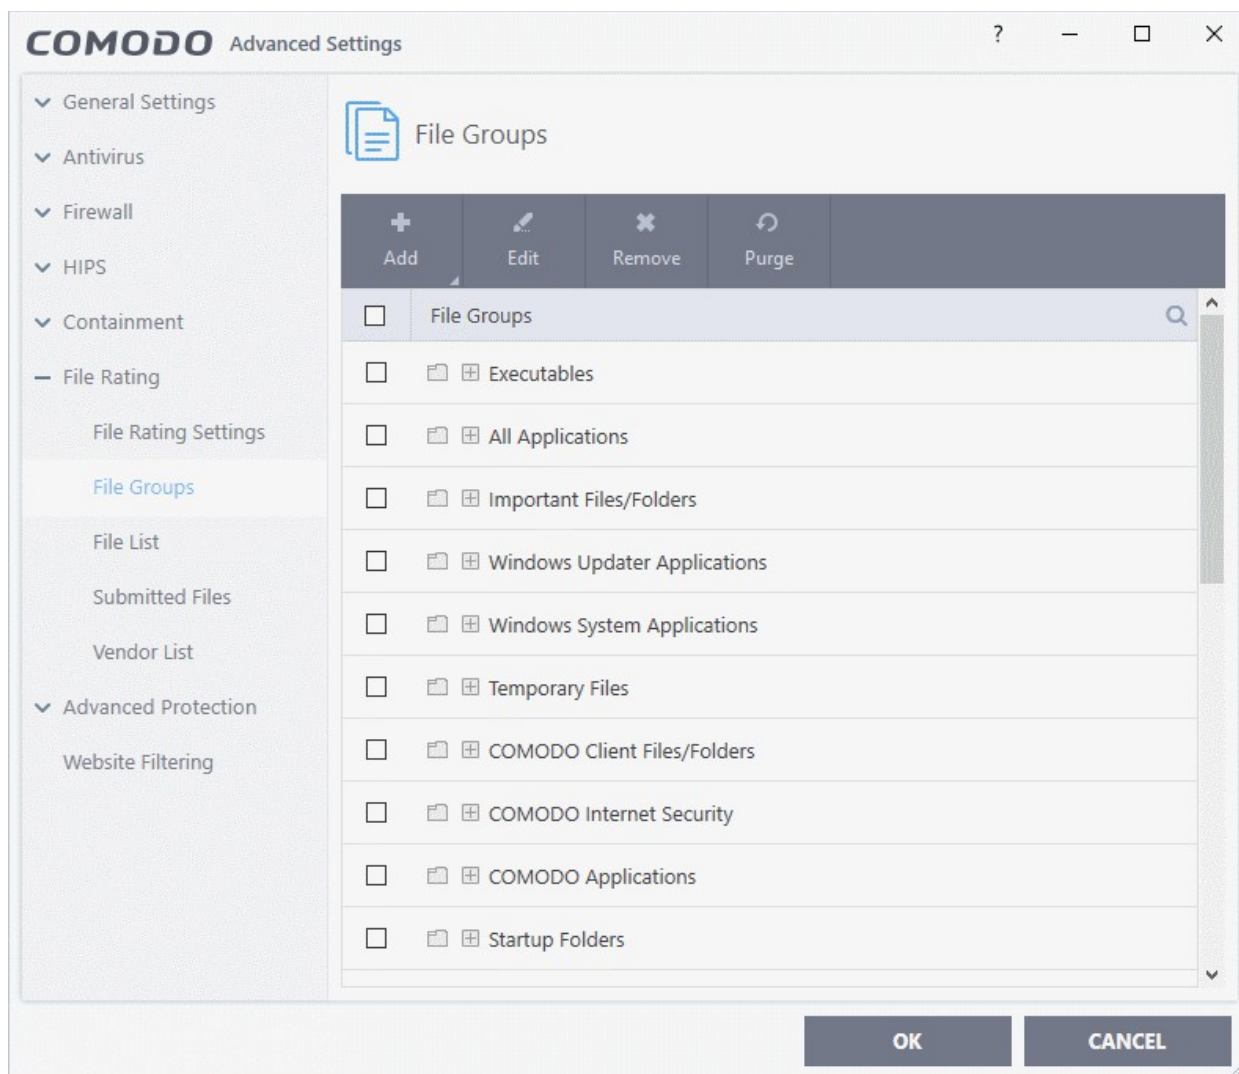 COMODO Advanced Settings ?
General Settings
Antivirus
Firewall
HIPS
Containment
File Rating
File Rating Settings
File Groups
File List
Submitted Files
Vendor List
Advanced Protection
Website Filtering
File Groups
Add Edit Remove Purge
File Groups
Executables
All Applications
Important Files/Folders
Windows Updater Applications
Windows System Applications
Temporary Files
COMODO Client Files/Folders
COMODO Internet Security
COMODO Applications
Startup Folders
OK CANCEL